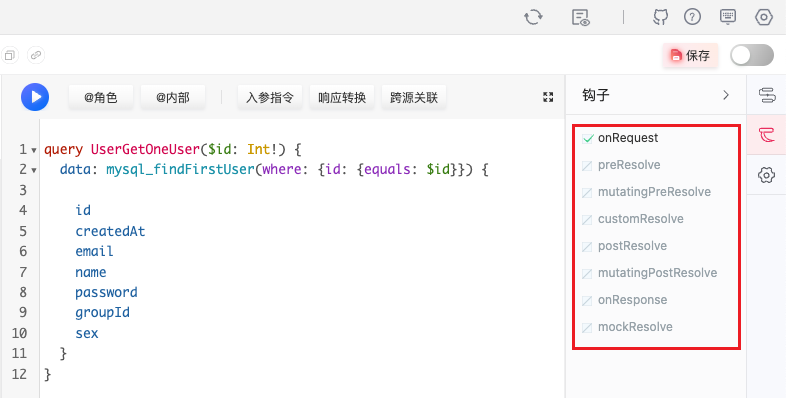 保存
@角色 @内部 入参指令 响应转换 跨源关联
钩子
1 query UserGetOneUser($id: Int!) {
2 data: mysql_findFirstUser(where: {id: {equals: $id}}) {
3
4 id
5 createdAt
6 email
7 name
8 password
9 groupId
10 sex
11 }
12 }
onRequest
preResolve
mutatingPreResolve
customResolve
postResolve
mutatingPostResolve
onResponse
mockResolve